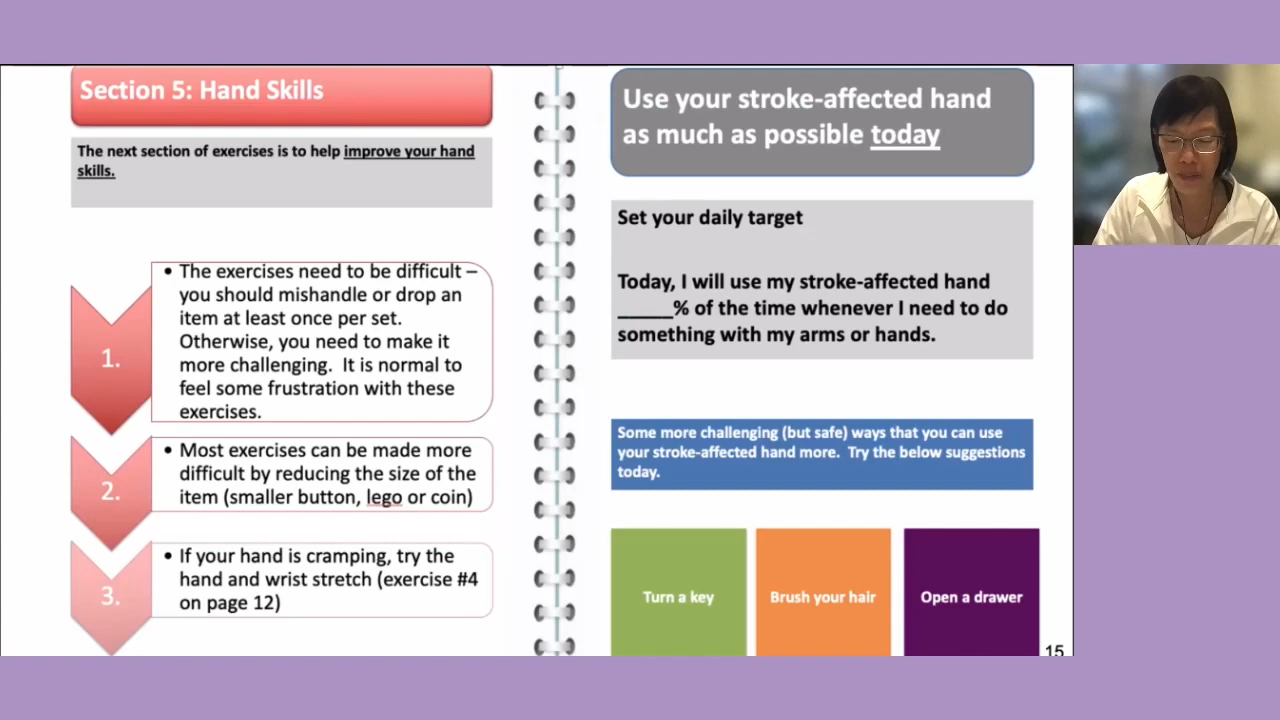 Section 5: Hand Skills
The next section of exercises is to help improve your hand
skills.
1.
• The exercises need to be difficult –
you should mishandle or drop an
item at least once per set.
Otherwise, you need to make it
more challenging.  It is normal to
feel some frustration with these
exercises.
2.
• Most exercises can be made more
difficult by reducing the size of the
item (smaller button, lego or coin)
3.
• If your hand is cramping, try the
hand and wrist stretch (exercise #4
on page 12)
Use your stroke-affected hand
as much as possible today
Set your daily target
Today, I will use my stroke-affected hand
_____% of the time whenever I need to do
something with my arms or hands.
Some more challenging (but safe) ways that you can use
your stroke-affected hand more.  Try the below suggestions
today.
Turn a key
Brush your hair
Open a drawer
15